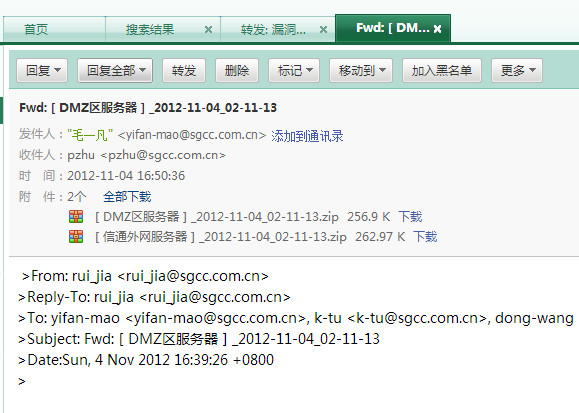 首页 搜索结果 × 转发: 漏洞... × Fwd: [ DM... ×
回复 回复全部 转发 删除 标记 移动到 加入黑名单 更多
Fwd: [ DMZ区服务器 ] _2012-11-04_02-11-13
发件人："毛一凡" <yifan-mao@sgcc.com.cn> 添加到通讯录
收件人：pzhu <pzhu@sgcc.com.cn>
时 间：2012-11-04 16:50:36
附 件：2个 全部下载
[ DMZ区服务器 ] _2012-11-04_02-11-13.zip 256.9 K 下载
[ 信通外网服务器 ] _2012-11-04_02-11-13.zip 262.97 K 下载
>From: rui_jia <rui_jia@sgcc.com.cn>
>Reply-To: rui_jia <rui_jia@sgcc.com.cn>
>To: yifan-mao <yifan-mao@sgcc.com.cn>, k-tu <k-tu@sgcc.com.cn>, dong-wang
>Subject: Fwd: [ DMZ区服务器 ] _2012-11-04_02-11-13
>Date:Sun, 4 Nov 2012 16:39:26 +0800
>